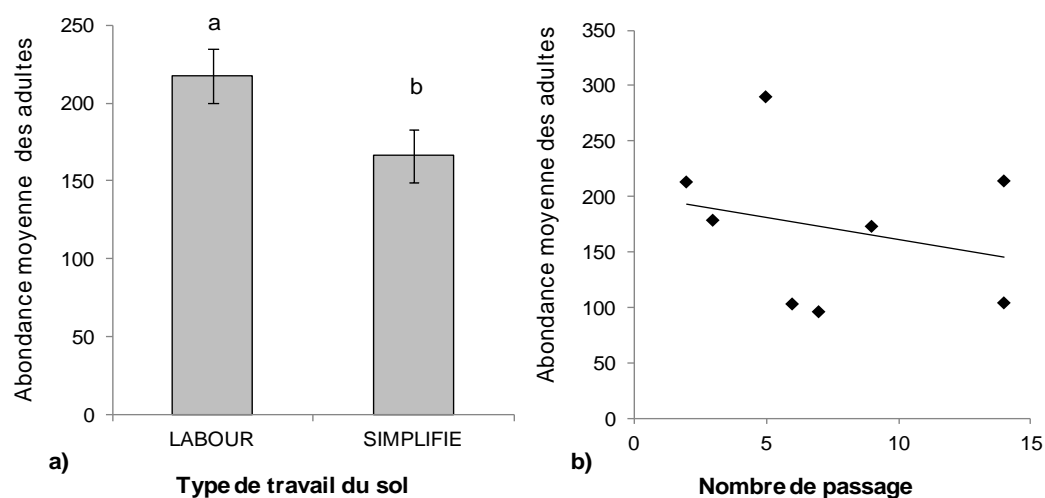 Abondance moyenne des adultes
250
200
150
100
50
0
a
b
LABOUR
SIMPLIFIE
a)
Type de travail du sol
Abondance moyenne des adultes
350
300
250
200
150
100
50
0
0
5
10
15
b)
Nombre de passage